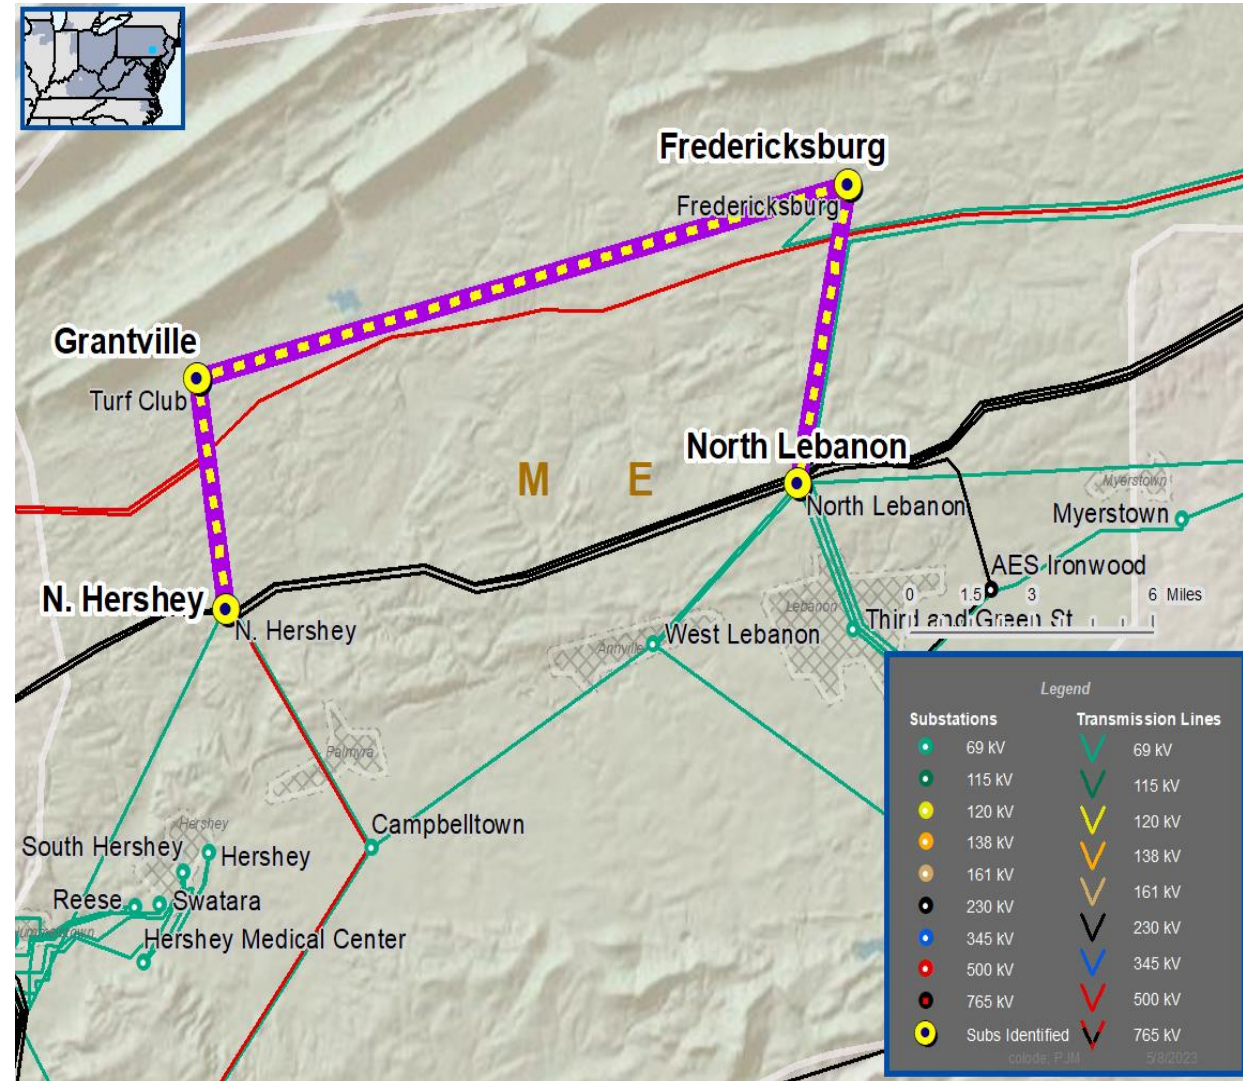 Fredericksburg
Fredericksburg
Grantville
Turf Club
North Lebanon
M E
Myerstown
North Lebanon
Myerstown
AES Ironwood
N. Hershey
0 1.5 3 6 Miles
Lebanon
Third and Green St
N. Hershey
West Lebanon
Annville
Palmyra
Hershey
Campbelltown
South Hershey
Hershey
Reese
Swatara
Hershey Medical Center
Legend
Substations Transmission Lines
69 kV 69 kV
115 kV 115 kV
120 kV 120 kV
138 kV 138 kV
161 kV 161 kV
230 kV 230 kV
345 kV 345 kV
500 kV 500 kV
765 kV 765 kV
Subs Identified
PJM 5/8/2023